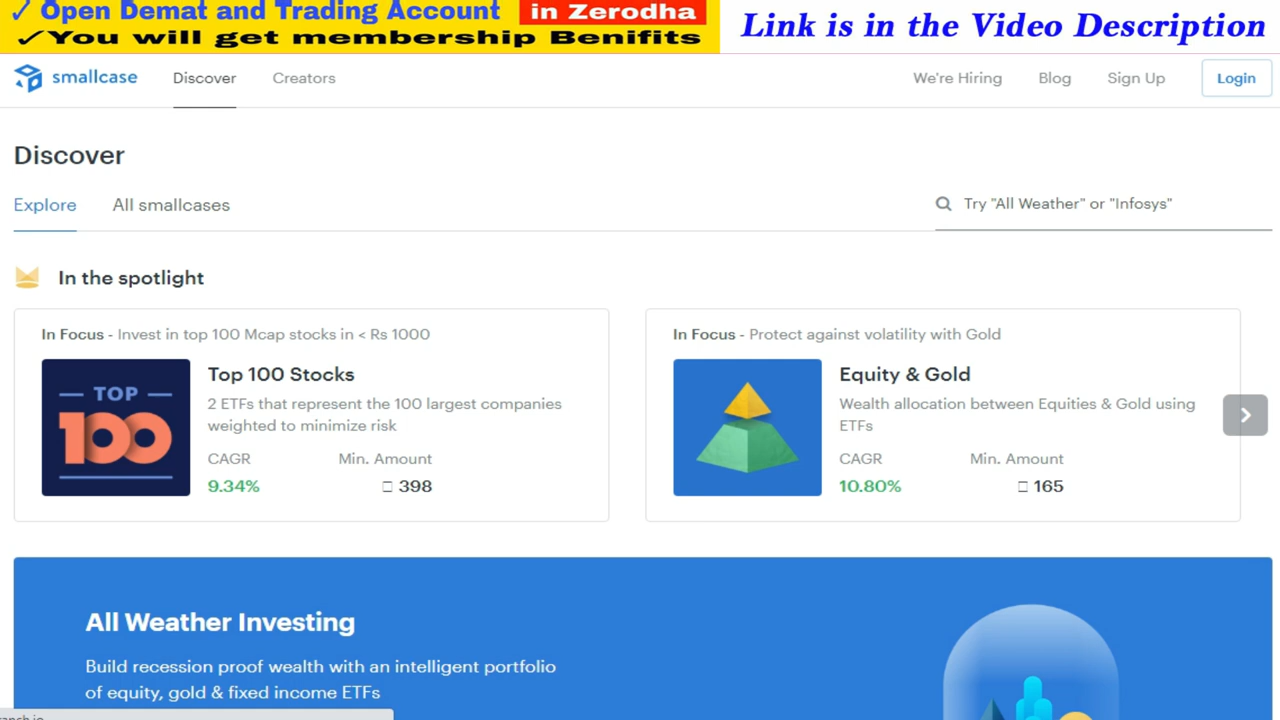 ✓ Open Demat and Trading Account in Zerodha
✓You will get membership Benifits
Link is in the Video Description
smallcase Discover Creators We're Hiring Blog Sign Up Login
Discover
Explore All smallcases Try "All Weather" or "Infosys"
In the spotlight
In Focus - Invest in top 100 Mcap stocks in < Rs 1000
TOP
100
Top 100 Stocks
2 ETFs that represent the 100 largest companies
weighted to minimize risk
CAGR Min. Amount
9.34% □ 398
In Focus - Protect against volatility with Gold
Equity & Gold
Wealth allocation between Equities & Gold using
ETFs
CAGR Min. Amount
10.80% □ 165
All Weather Investing
Build recession proof wealth with an intelligent portfolio
of equity, gold & fixed income ETFs